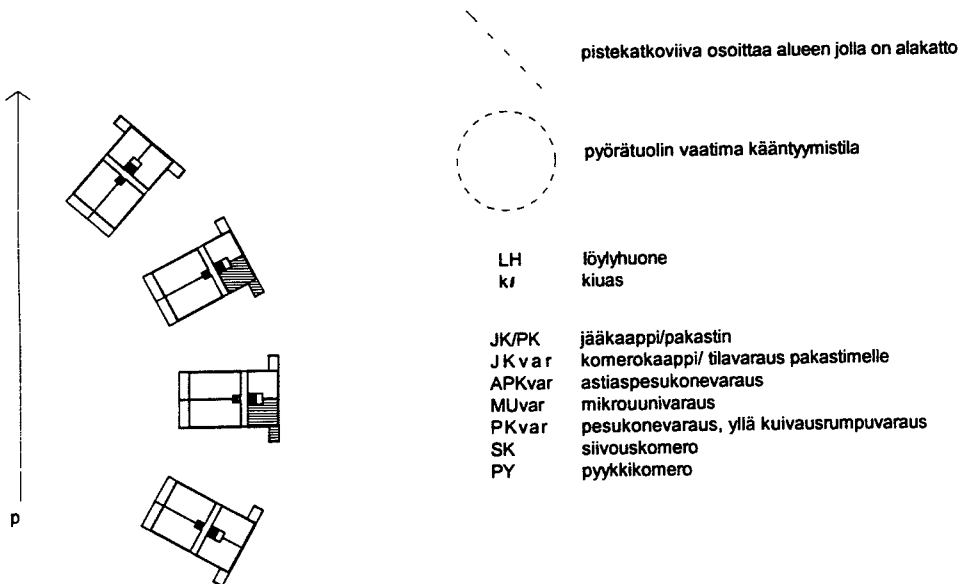 pistekatkoviiva osoittaa alueen jolla on alakatto
pyörätuolin vaatima kääntyymistila
LH löylyhuone
ki kiuas
JK/PK jääkaappi/pakastin
JKvar komerokaappi/ tilavaraus pakastimelle
APKvar astiaspesukonevaraus
MUvar mikrouunivaraus
PKvar pesukonevaraus, yllä kuivausrumpuvaraus
SK siivouskomero
PY pyykkikomero
p